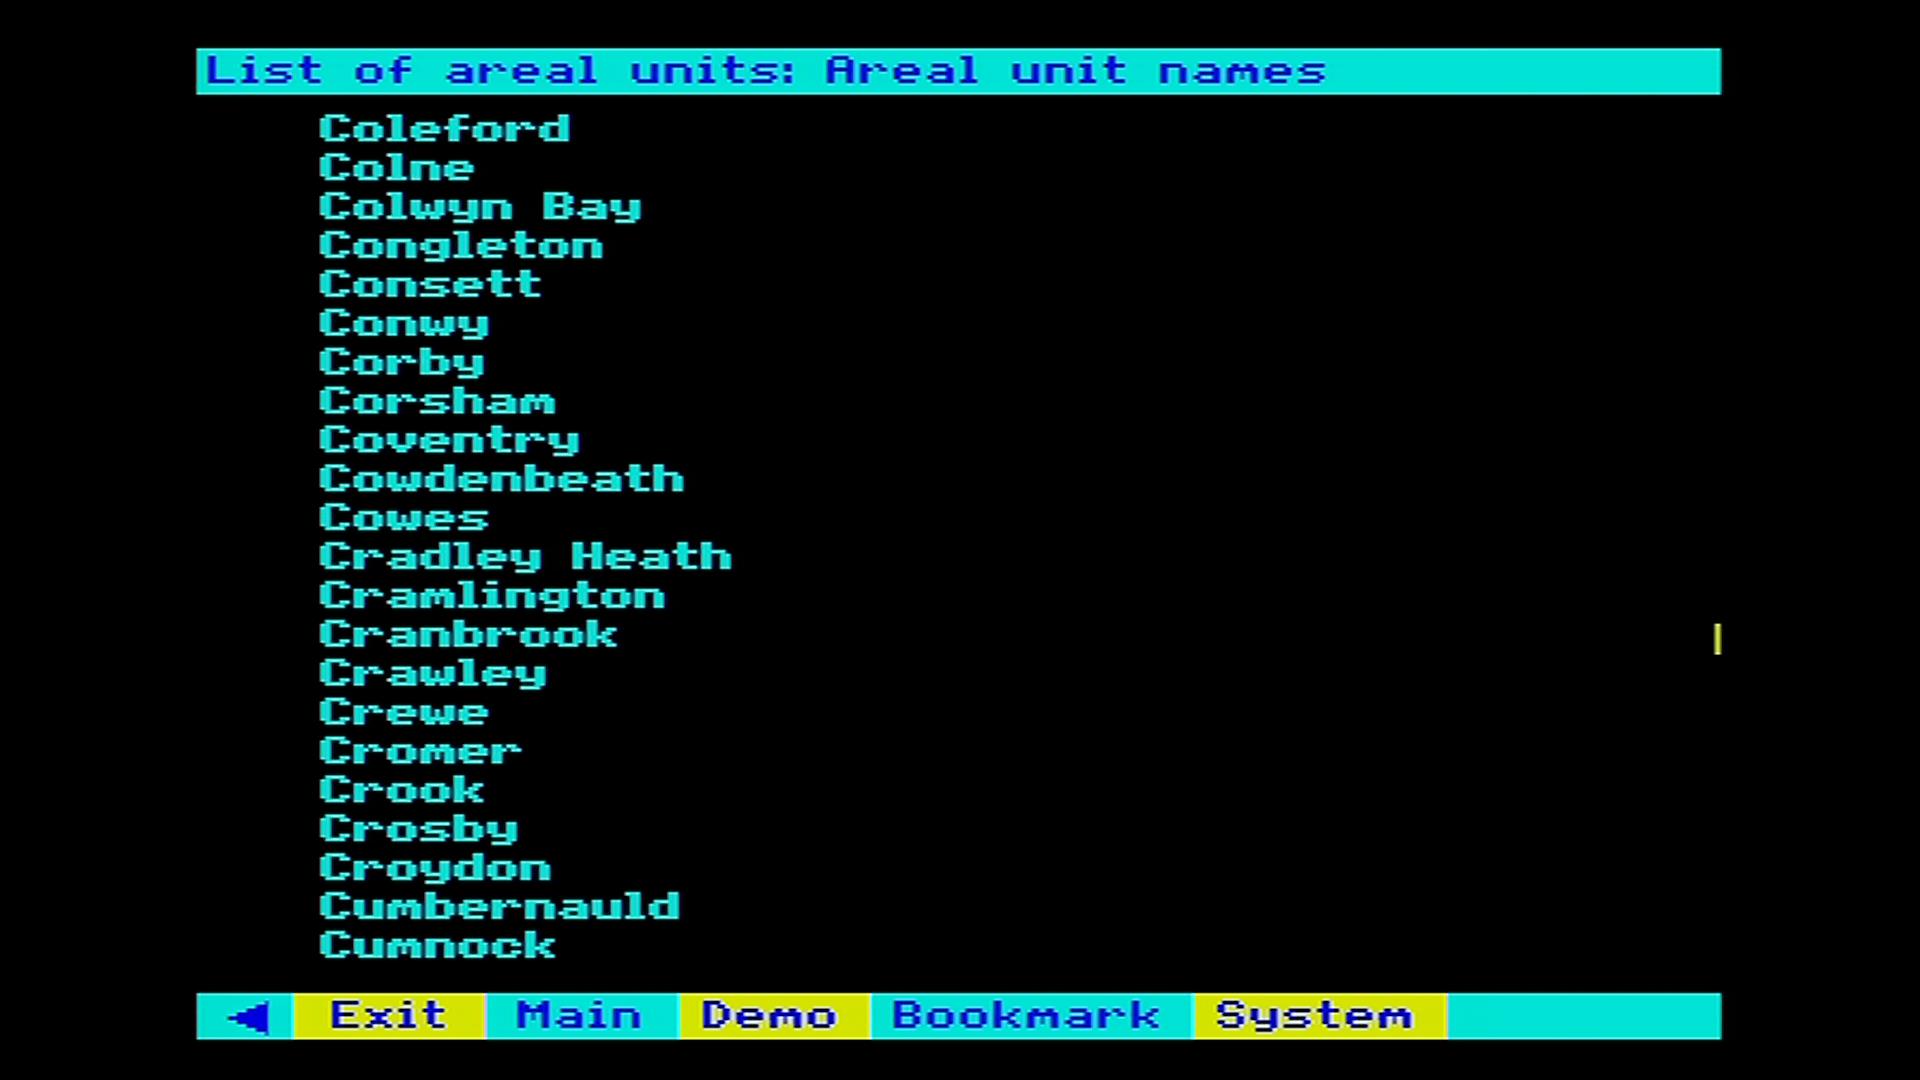 List of areal units: Areal unit names
Coleford
Colne
Colwyn Bay
Congleton
Consett
Conwy
Corby
Corsham
Coventry
Cowdenbeath
Cowes
Cradley Heath
Cramlington
Cranbrook
Crawley
Crewe
Cromer
Crook
Crosby
Croydon
Cumbernauld
Cumnock
Exit Main Demo Bookmark System